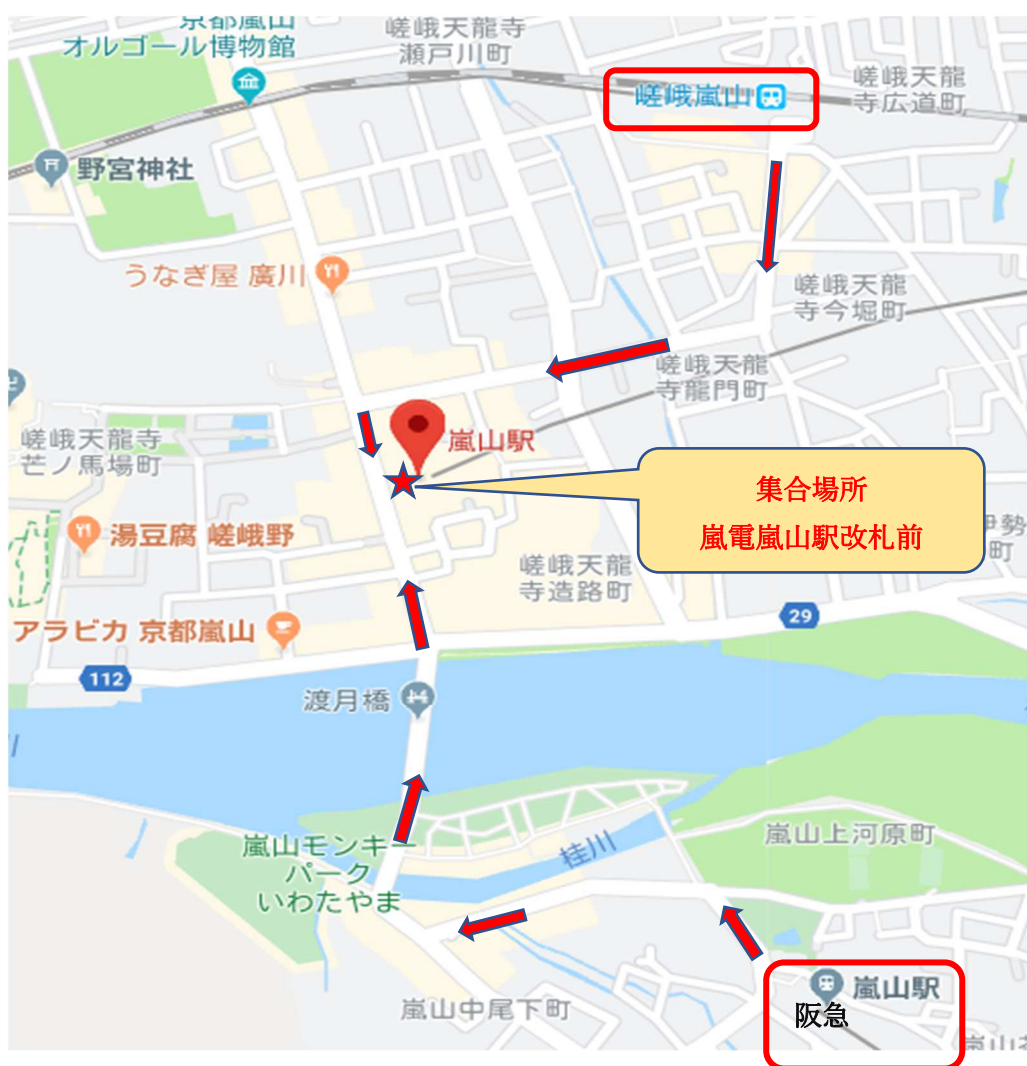 京都嵐山
オルゴール博物館
嵯峨天龍寺
瀬戸川町
嵯峨嵐山
嵯峨天龍
寺広道町
野宮神社
うなぎ屋 廣川
嵯峨天龍
寺今堀町
嵯峨天龍
寺龍門町
嵐山駅
嵯峨天龍寺
芒ノ馬場町
集合場所
嵐電嵐山駅改札前
湯豆腐 嵯峨野
伊勢
町
嵯峨天龍
寺造路町
アラビカ 京都嵐山
29
112
渡月橋
嵐山モンキー
パーク
いわたやま
桂川
嵐山上河原町
嵐山駅
阪急
嵐山中尾下町